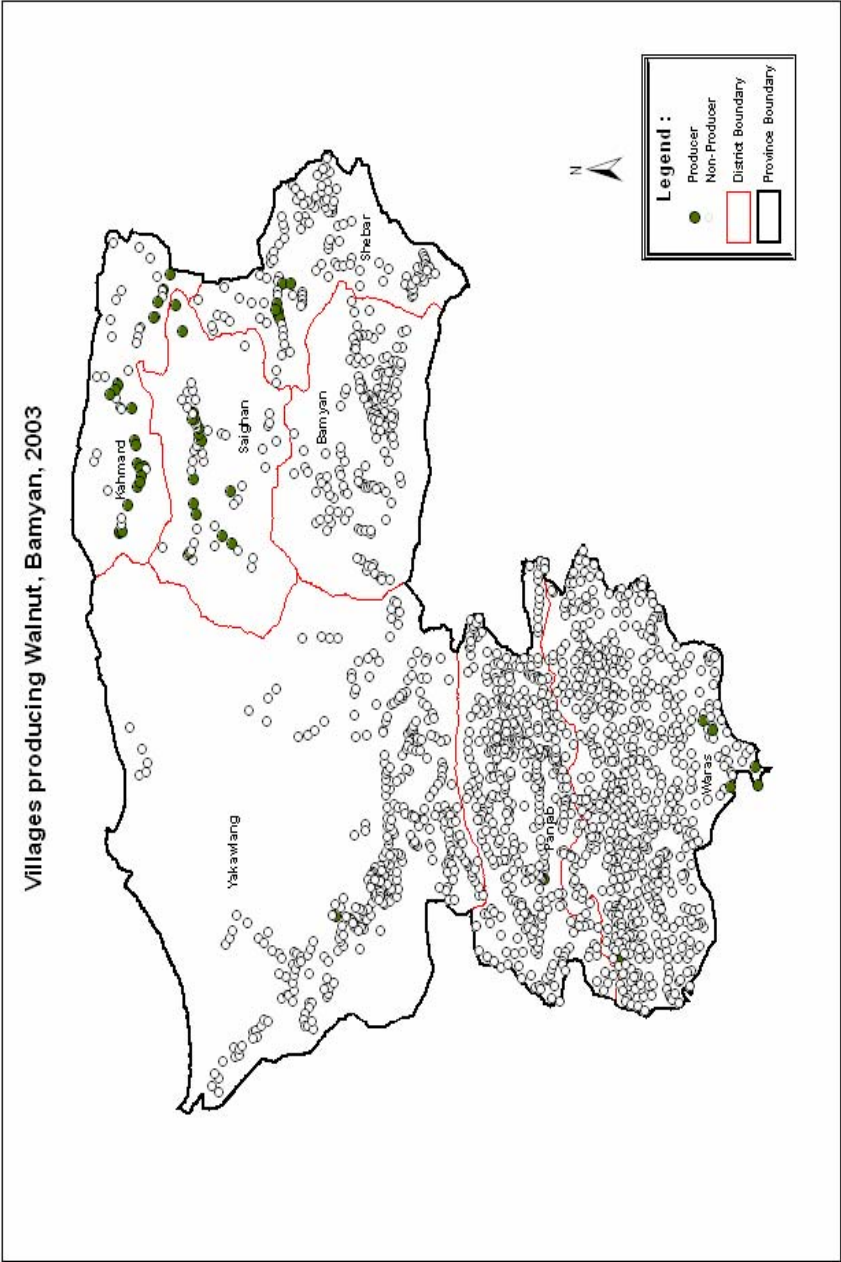 Villages producing Walnut, Bamyan, 2003
Kahmard
Saighan
Shebar
Bamyan
Yakawlang
Panjab
Waras
N
Legend :
Producer
Non-Producer
District Boundary
Province Boundary